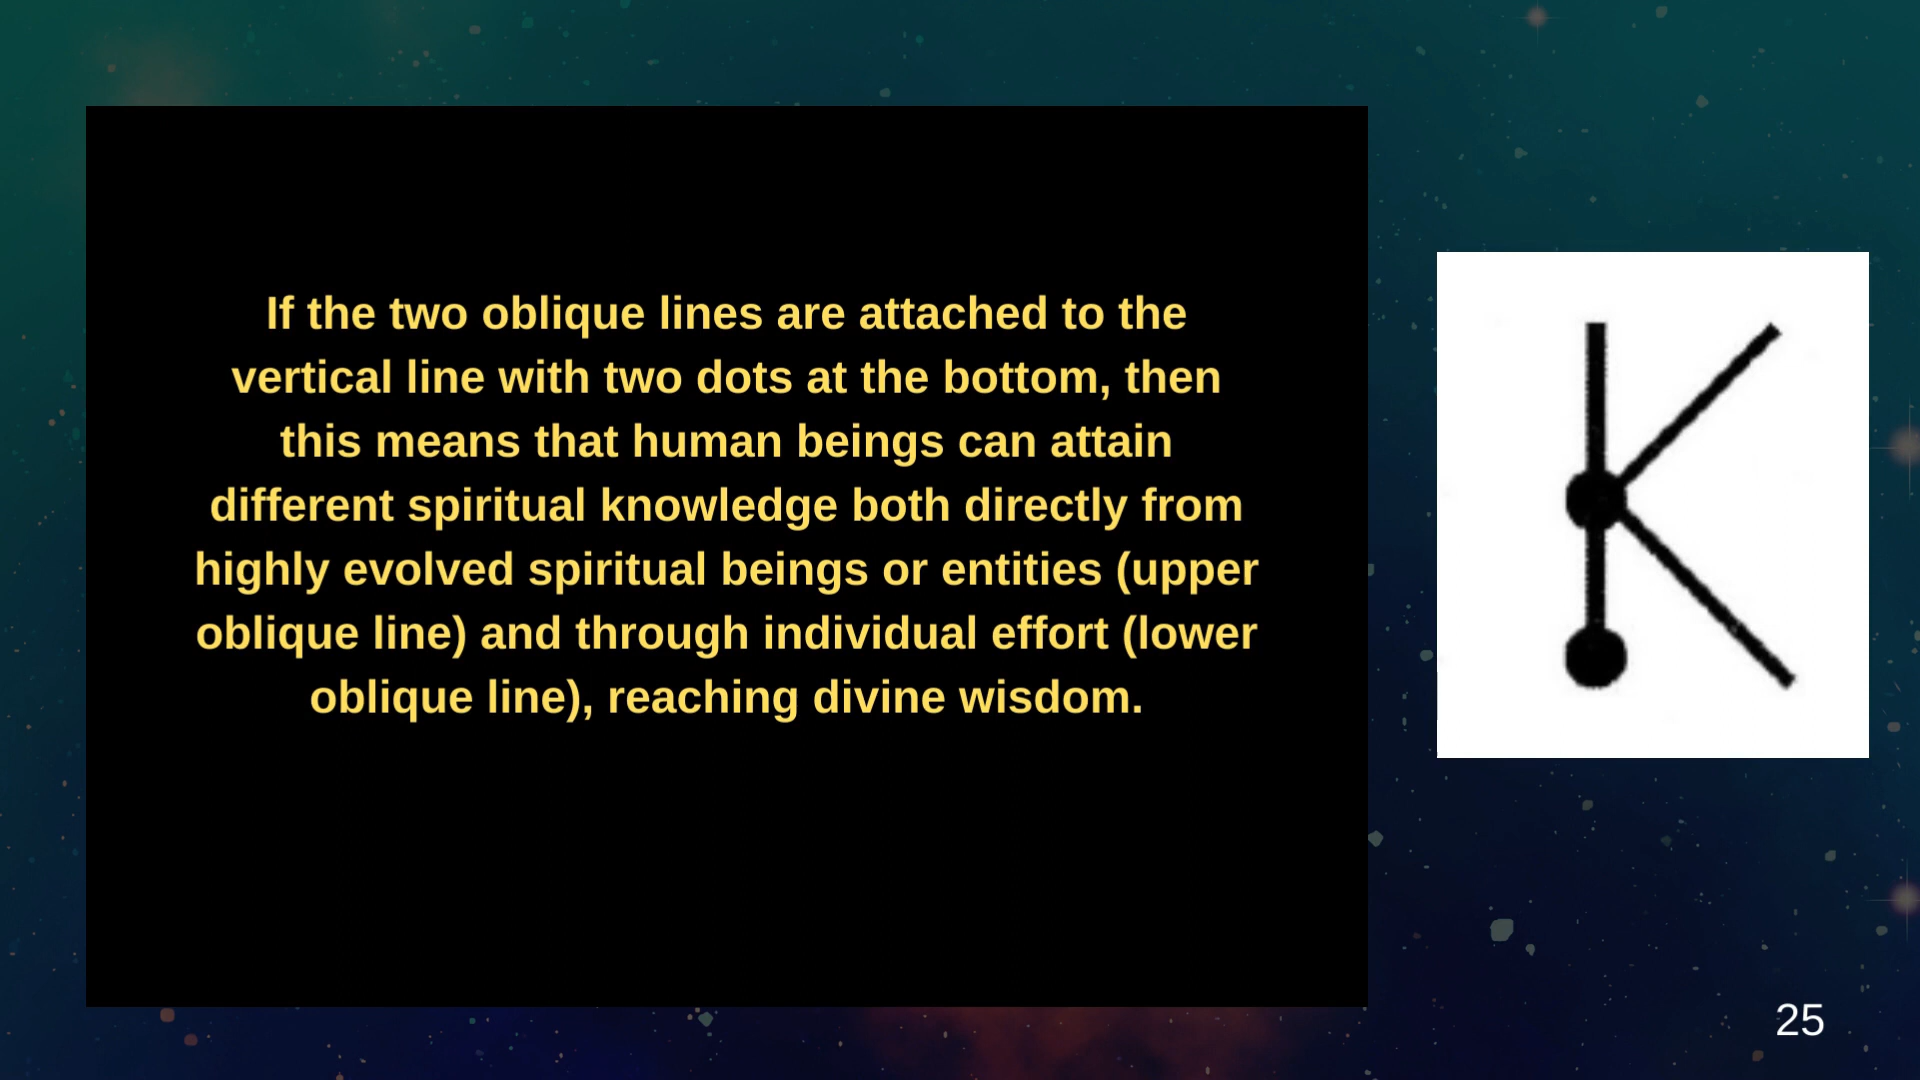 If the two oblique lines are attached to the
vertical line with two dots at the bottom, then
this means that human beings can attain
different spiritual knowledge both directly from
highly evolved spiritual beings or entities (upper
oblique line) and through individual effort (lower
oblique line), reaching divine wisdom.
25